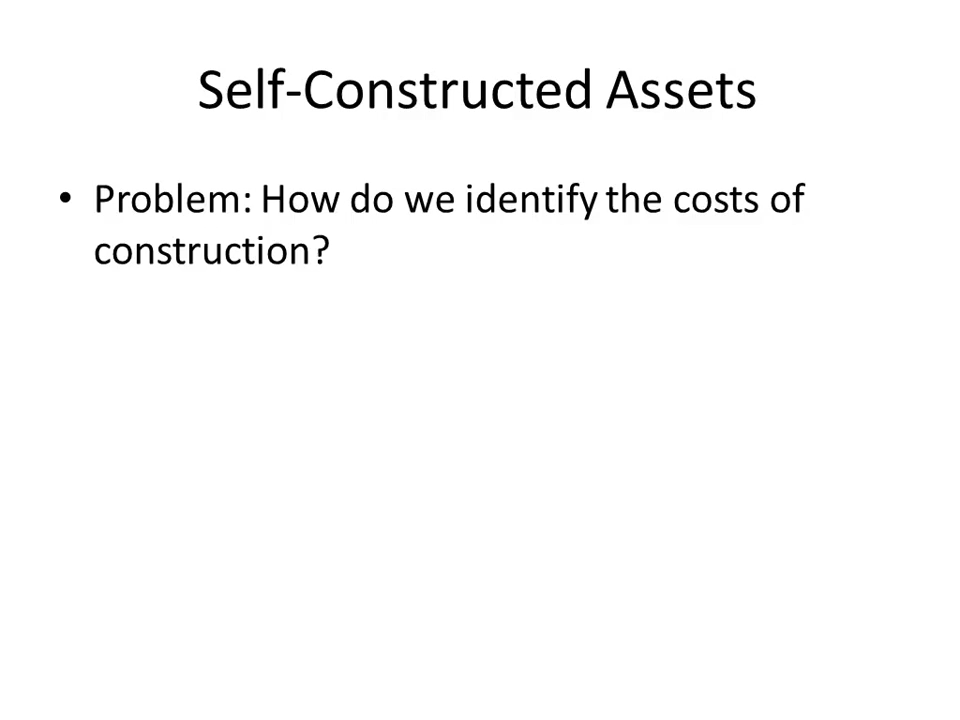 Self-Constructed Assets
• Problem: How do we identify the costs of
construction?